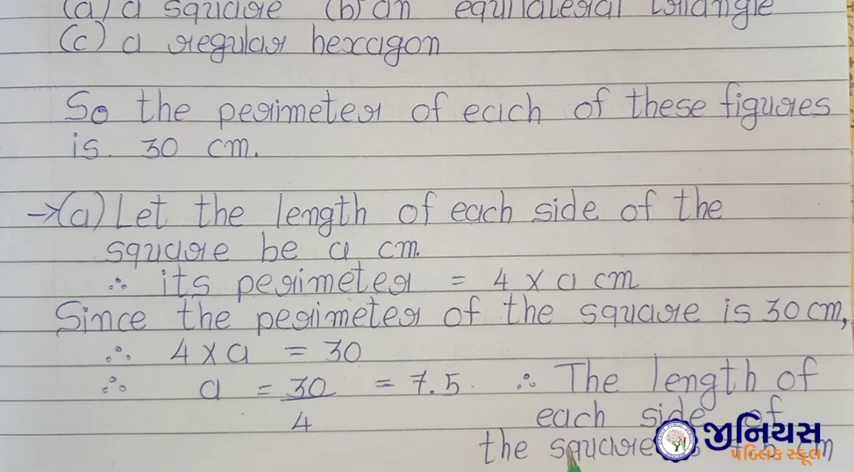 (a) a square (b) an equilateral triangle
(c) a regular hexagon
So the perimeter of each of these figures
is 30 cm.
→(a) Let the length of each side of the
square be a cm.
∴ its perimeter = 4 × a cm
Since the perimeter of the square is 30 cm,
∴ 4 × a = 30
∴ a = 30/4 = 7.5 ∴ The length of
each side of
the square cm
જીનિયસ
પબ્લિક સ્કૂલ